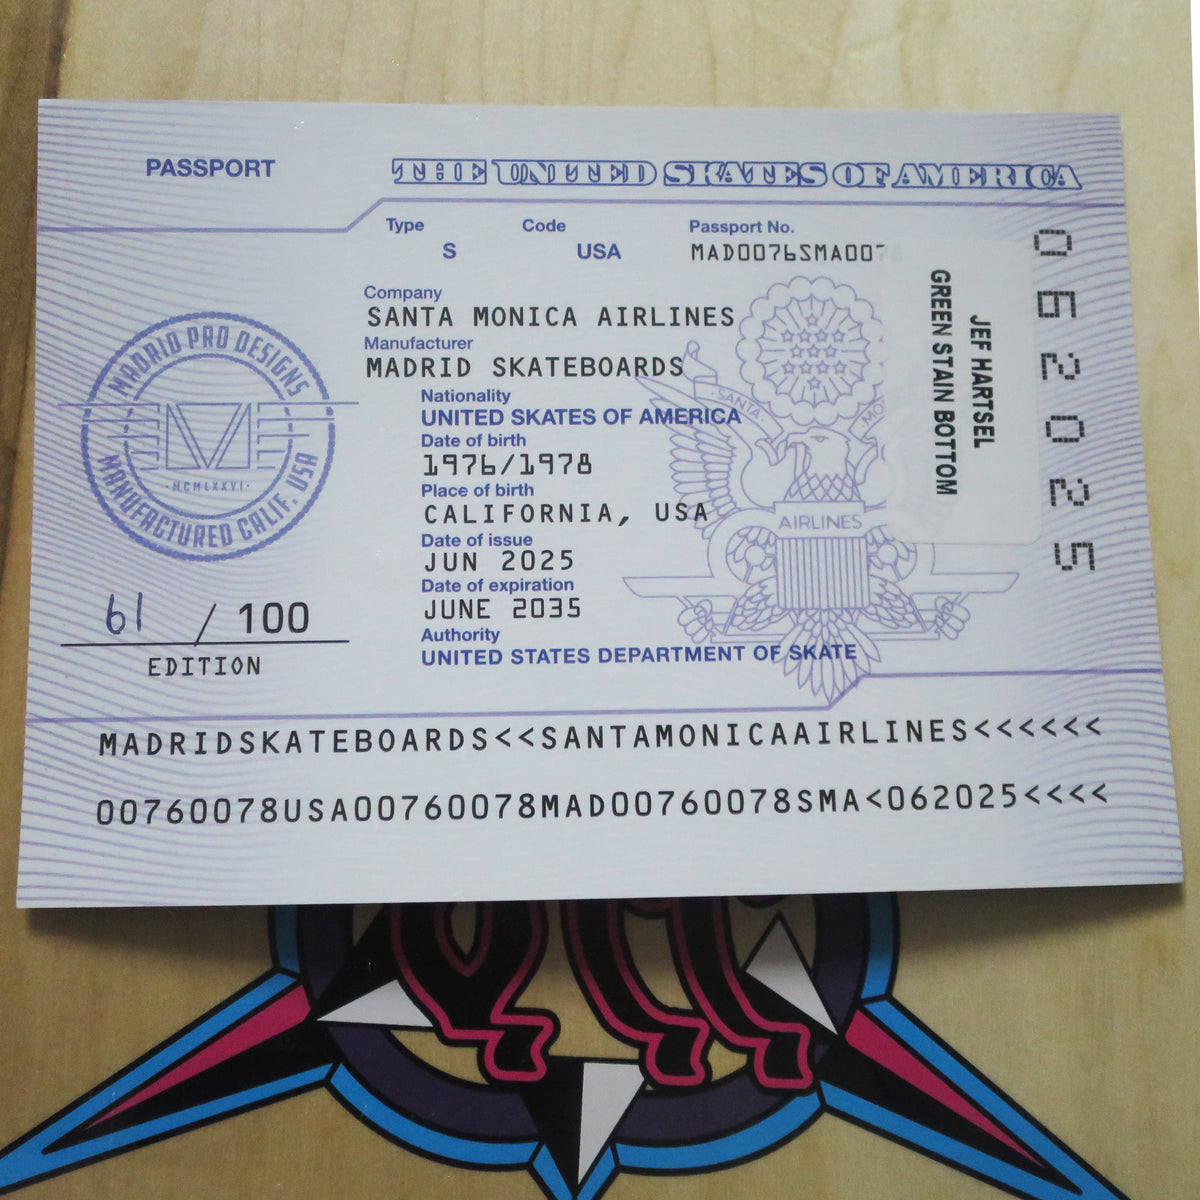 PASSPORT
THE UNITED SKATES OF AMERICA
Type
Code
Passport No.
S
USA
MAD0076SMA0078
Company
SANTA MONICA AIRLINES
Manufacturer
MADRID SKATEBOARDS
Nationality
UNITED SKATES OF AMERICA
Date of birth
1976/1978
Place of birth
CALIFORNIA, USA
Date of issue
JUN 2025
Date of expiration
JUNE 2035
Authority
UNITED STATES DEPARTMENT OF SKATE
MADRID PRO DESIGNS
·MCMLXXVI·
MANUFACTURED CALIF. USA
61 / 100
EDITION
·SANTA·
AIRLINES
JEF HARTSEL
GREEN STAIN BOTTOM
062025
MADRIDSKATEBOARDS<<SANTAMONICAAIRLINES<<<<<<
00760078USA00760078MAD00760078SMA<062025<<<<